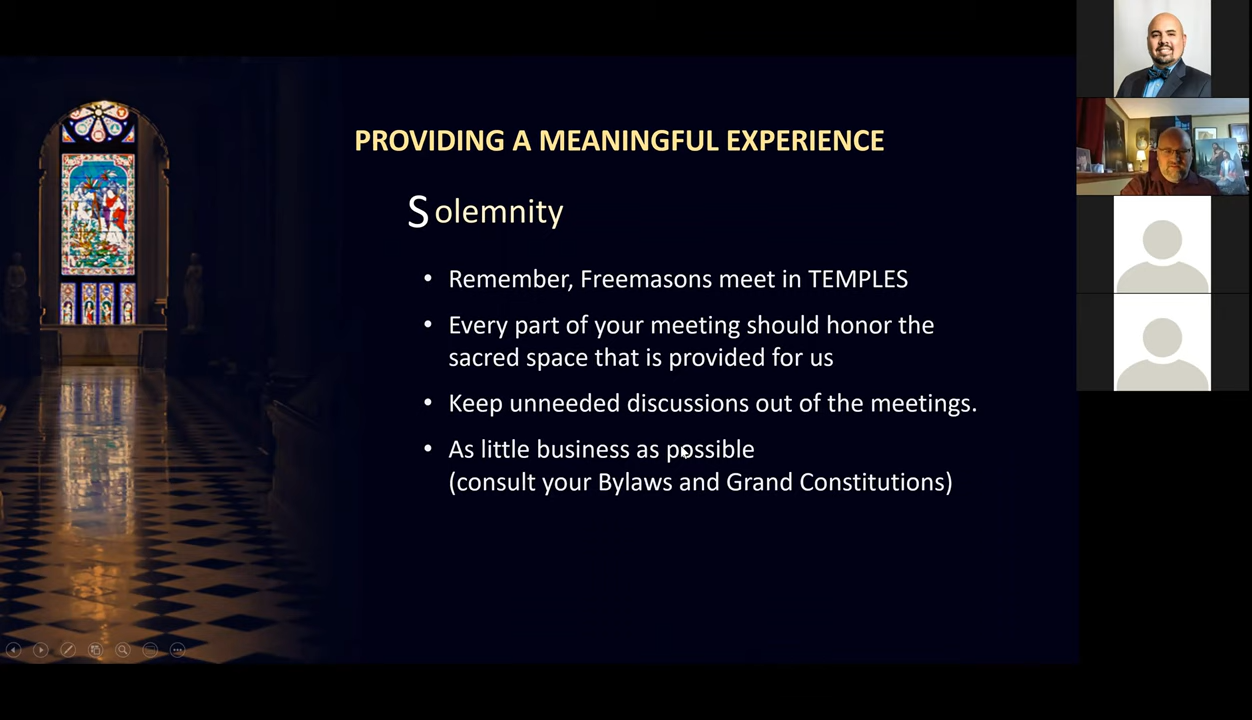 PROVIDING A MEANINGFUL EXPERIENCE
Solemnity
• Remember, Freemasons meet in TEMPLES
• Every part of your meeting should honor the
sacred space that is provided for us
• Keep unneeded discussions out of the meetings.
• As little business as possible
(consult your Bylaws and Grand Constitutions)